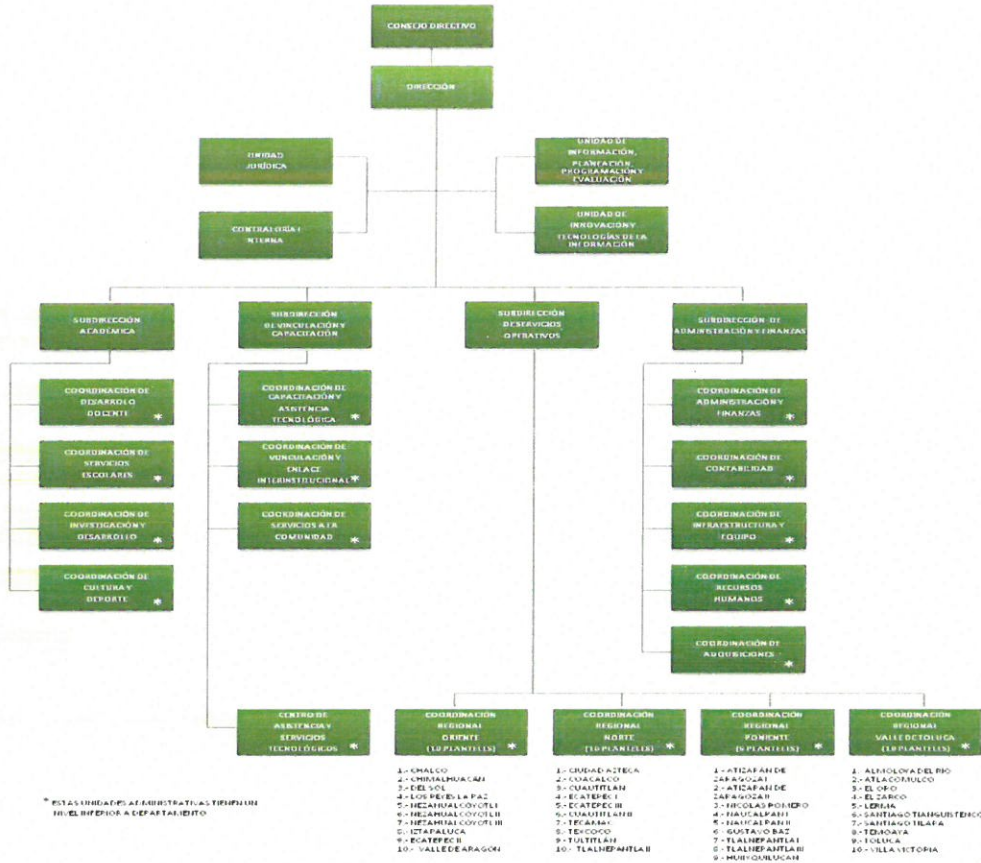 CONSEJO DIRECTIVO
DIRECCIÓN
UNIDAD
JURÍDICA
UNIDAD DE
INFORMACIÓN,
PLANEACIÓN,
PROGRAMACIÓN Y
EVALUACIÓN
CONTRALORÍA I
NTERNA
UNIDAD DE
INNOVACIÓN Y
TECNOLOGÍAS DE LA
INFORMACIÓN
SUBDIRECCIÓN
ACADÉMICA
SUBDIRECCIÓN
DE VINCULACIÓN Y
CAPACITACIÓN
SUBDIRECCIÓN
DE SERVICIOS
OPERATIVOS
SUBDIRECCIÓN DE
ADMINISTRACIÓN Y FINANZAS
COORDINACIÓN DE
DESARROLLO
DOCENTE *
COORDINACIÓN DE
SERVICIOS
ESCOLARES *
COORDINACIÓN DE
INVESTIGACIÓN Y
DESARROLLO *
COORDINACIÓN DE
CULTURA Y
DEPORTE *
COORDINACIÓN DE
CAPACITACIÓN Y
ASISTENCIA
TECNOLÓGICA *
COORDINACIÓN DE
VINCULACIÓN Y
ENLACE
INTERINSTITUCIONAL *
COORDINACIÓN DE
SERVICIOS A LA
COMUNIDAD *
COORDINACIÓN DE
ADMINISTRACIÓN Y
FINANZAS *
COORDINACIÓN DE
CONTABILIDAD *
COORDINACIÓN DE
INFRAESTRUCTURA Y
EQUIPO *
COORDINACIÓN DE
RECURSOS
HUMANOS *
COORDINACIÓN DE
ADQUISICIONES *
CENTRO DE
ASISTENCIA Y
SERVICIOS
TECNOLÓGICOS *
COORDINACIÓN
REGIONAL
ORIENTE
(10 PLANTELES) *
1.- CHALCO
2.- CHIMALHUACÁN
3.- DEL SOL
4.- LOS REYES LA PAZ
5.- NEZAHUALCÓYOTL I
6.- NEZAHUALCÓYOTL II
7.- NEZAHUALCÓYOTL III
8.- IZTAPALUCA
9.- ECATEPEC II
10.- VALLE DE ARAGÓN
COORDINACIÓN
REGIONAL
NORTE
(10 PLANTELES) *
1.- CIUDAD AZTECA
2.- COACALCO
3.- CUAUTITLÁN
4.- ECATEPEC I
5.- ECATEPEC III
6.- CUAUTITLÁN II
7.- TECÁMAC
8.- TEXCOCO
9.- TULTITLÁN
10.- TLALNEPANTLA II
COORDINACIÓN
REGIONAL
PONIENTE
(9 PLANTELES) *
1.- ATIZAPÁN DE
ZARAGOZA I
2.- ATIZAPÁN DE
ZARAGOZA II
3.- NICOLÁS ROMERO
4.- NAUCALPAN I
5.- NAUCALPAN II
6.- GUSTAVO BAZ
7.- TLALNEPANTLA I
8.- TLALNEPANTLA III
9.- HUIXQUILUCAN
COORDINACIÓN
REGIONAL
VALLE DE TOLUCA
(10 PLANTELES) *
1.- ALMOLOYA DEL RÍO
2.- ATLACOMULCO
3.- EL ORO
4.- EL ZARCO
5.- LERMA
6.- SANTIAGO TIANGUISTENCO
7.- SANTIAGO TILAPA
8.- TEMOAYA
9.- TOLUCA
10.- VILLA VICTORIA
* ESTAS UNIDADES ADMINISTRATIVAS TIENEN UN
NIVEL INFERIOR A DEPARTAMENTO